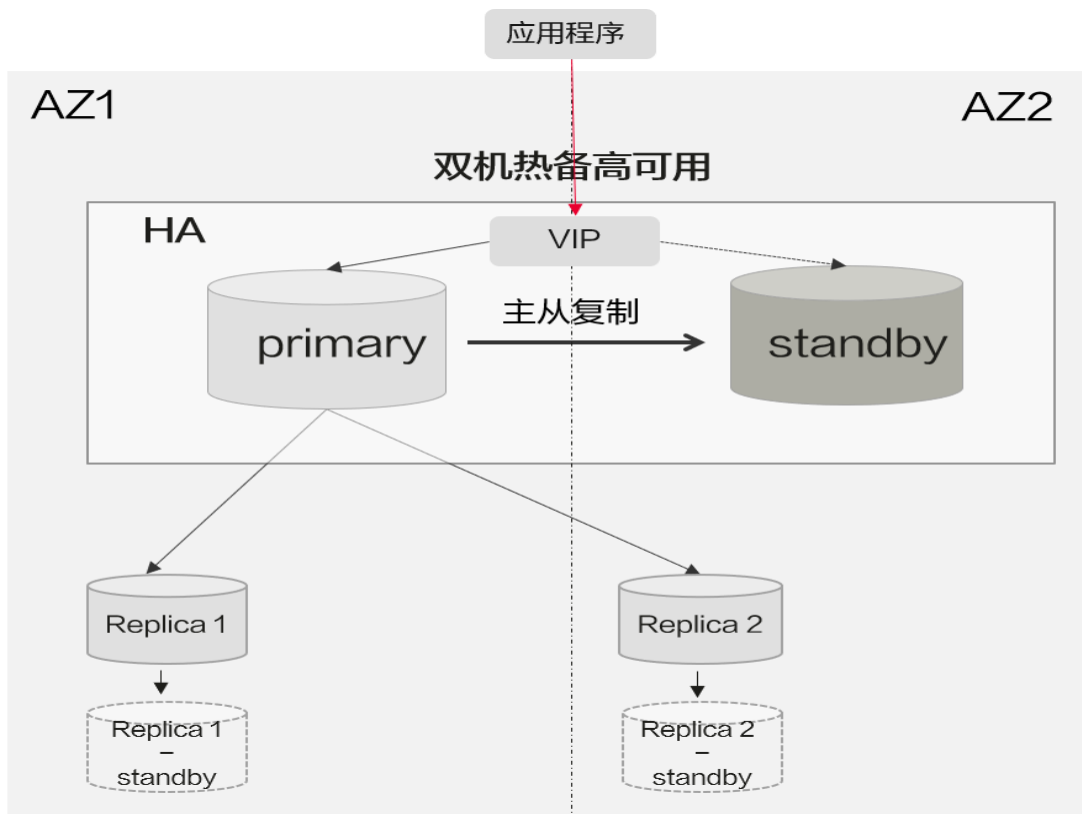 应用程序
AZ1
AZ2
双机热备高可用
HA
VIP
主从复制
primary
standby
Replica 1
Replica 2
Replica 1
–
standby
Replica 2
–
standby